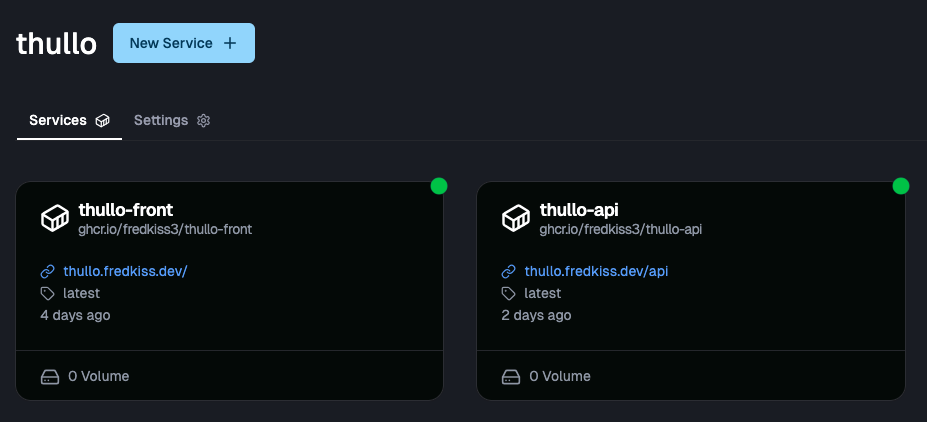 thullo
New Service +
Services
Settings
thullo-front
ghcr.io/fredkiss3/thullo-front
thullo.fredkiss.dev/
latest
4 days ago
0 Volume
thullo-api
ghcr.io/fredkiss3/thullo-api
thullo.fredkiss.dev/api
latest
2 days ago
0 Volume